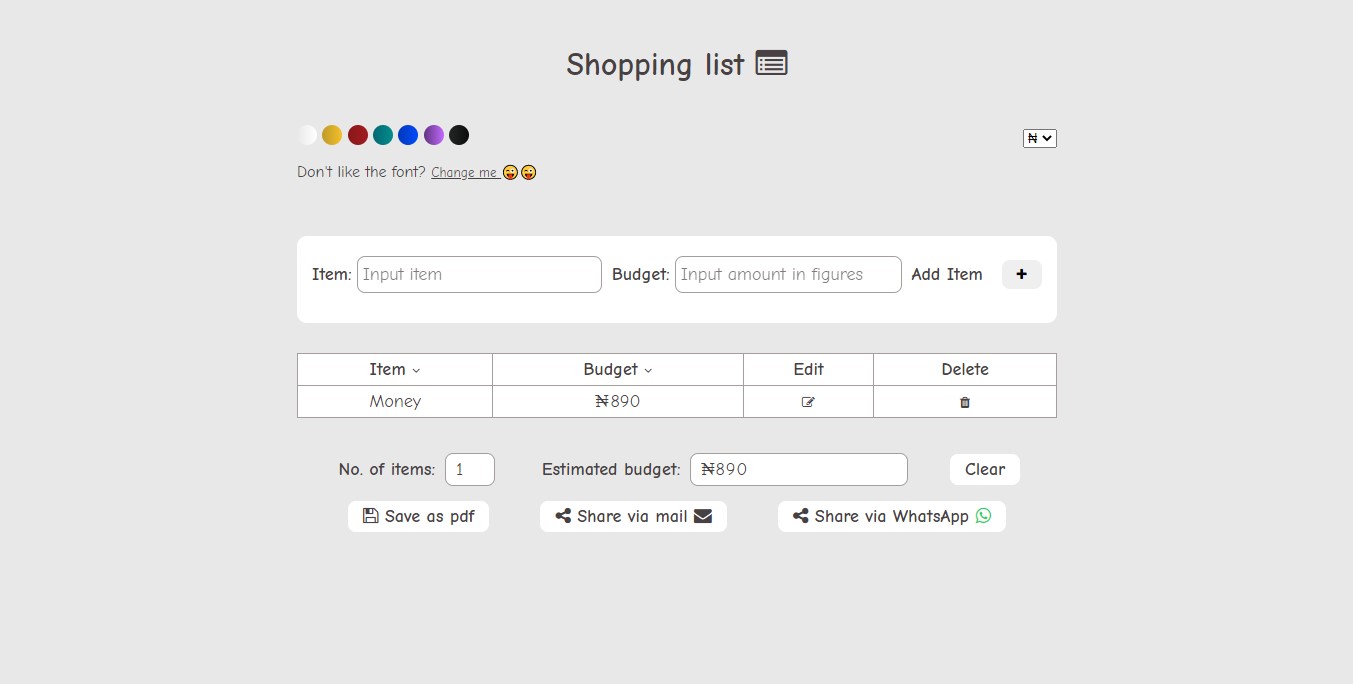 Shopping list
₦
Don't like the font? Change me 😜😜
Item: Input item Budget: Input amount in figures Add Item +
Item Budget Edit Delete
Money ₦890
No. of items: 1 Estimated budget: ₦890 Clear
Save as pdf Share via mail Share via WhatsApp